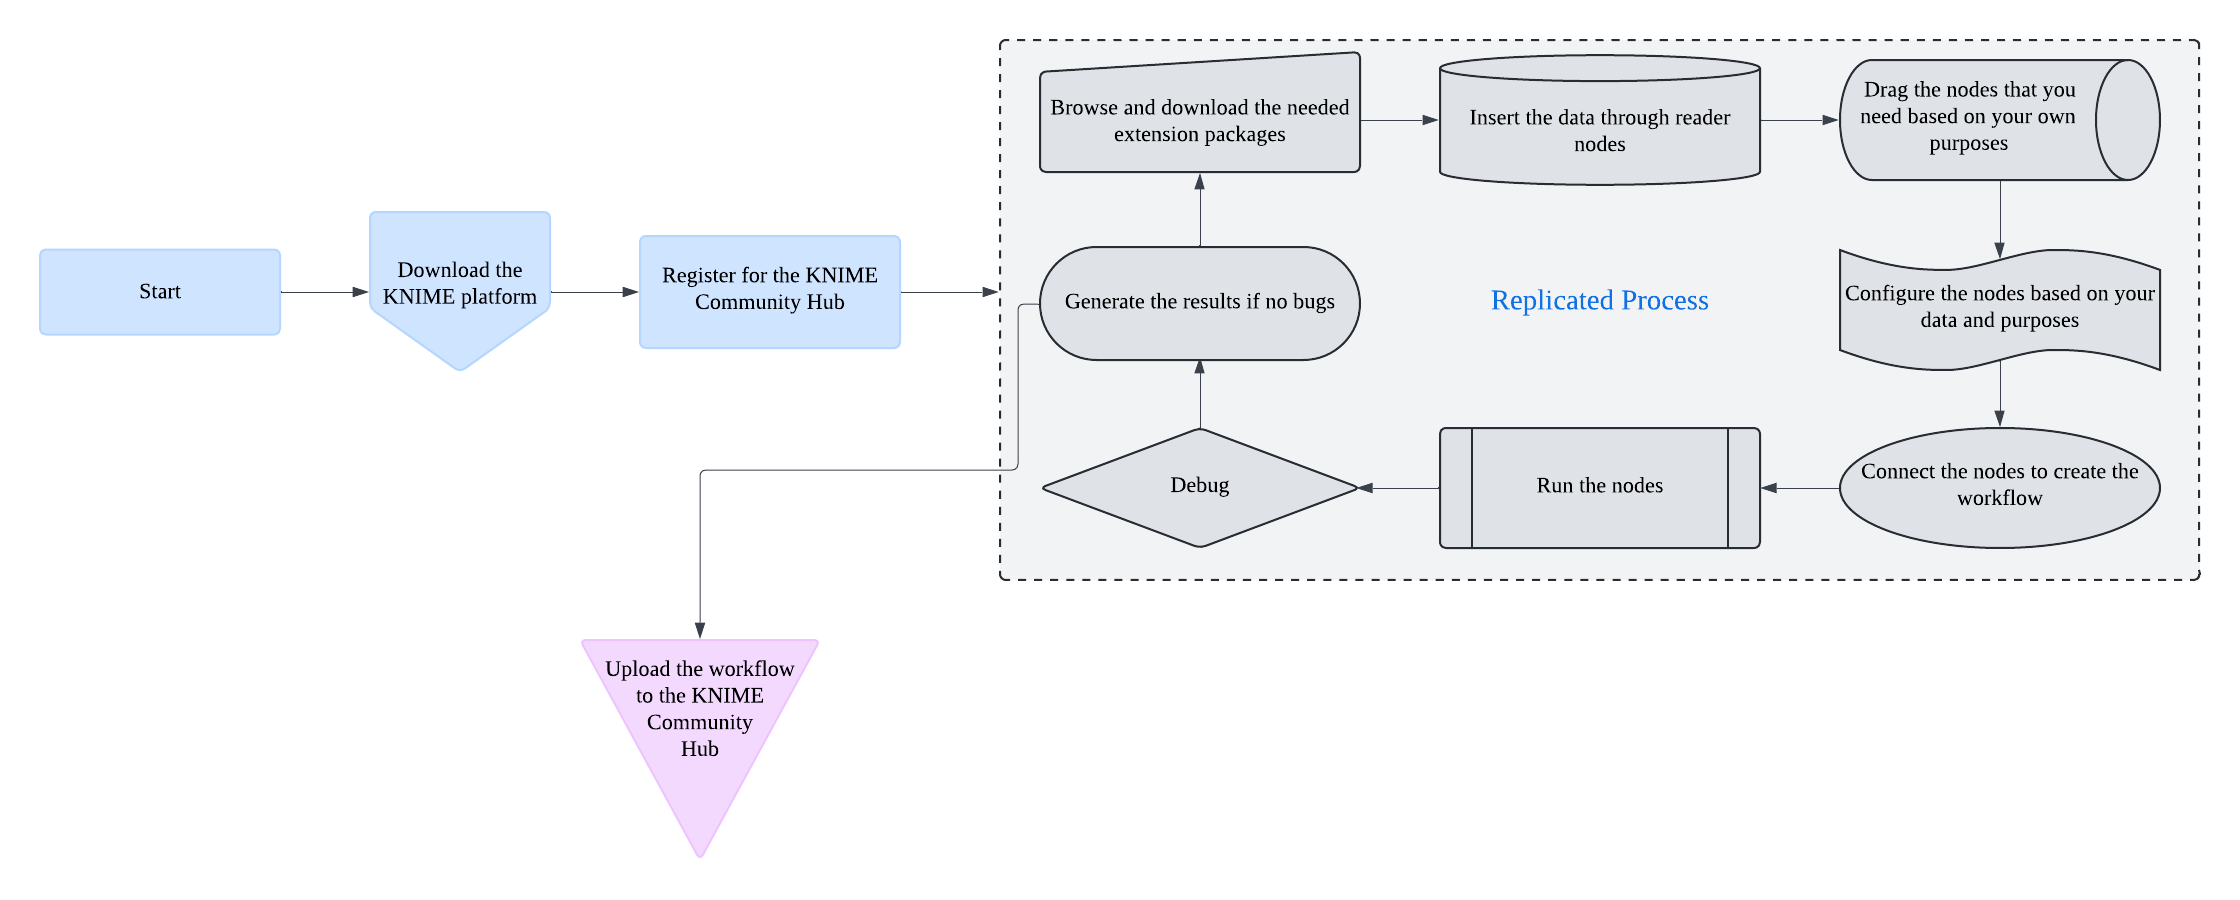 Start
Download the
KNIME platform
Register for the KNIME
Community Hub
Browse and download the needed
extension packages
Insert the data through reader
nodes
Drag the nodes that you
need based on your own
purposes
Generate the results if no bugs
Replicated Process
Configure the nodes based on your
data and purposes
Debug
Run the nodes
Connect the nodes to create the
workflow
Upload the workflow
to the KNIME
Community
Hub